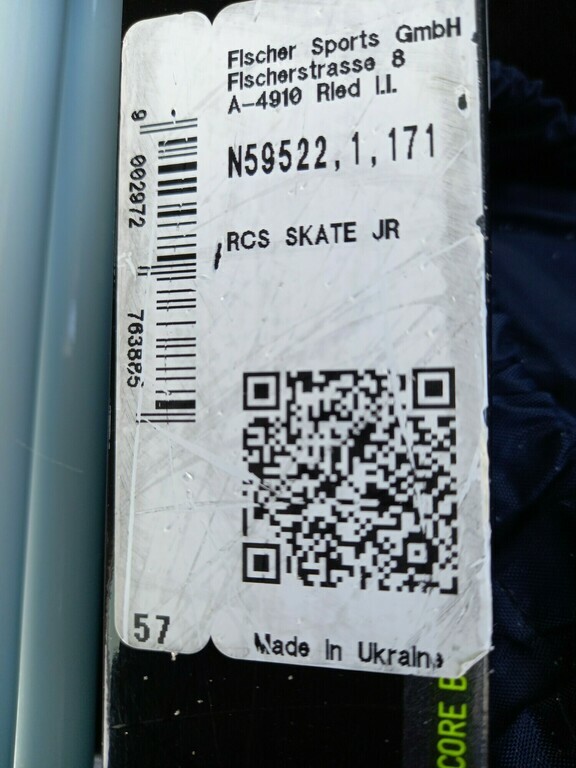 Fischer Sports GmbH
Fischerstrasse 8
A-4910 Ried I.I.
N59522,1,171
RCS SKATE JR
9 002972 763885
57
Made in Ukraine
CORE